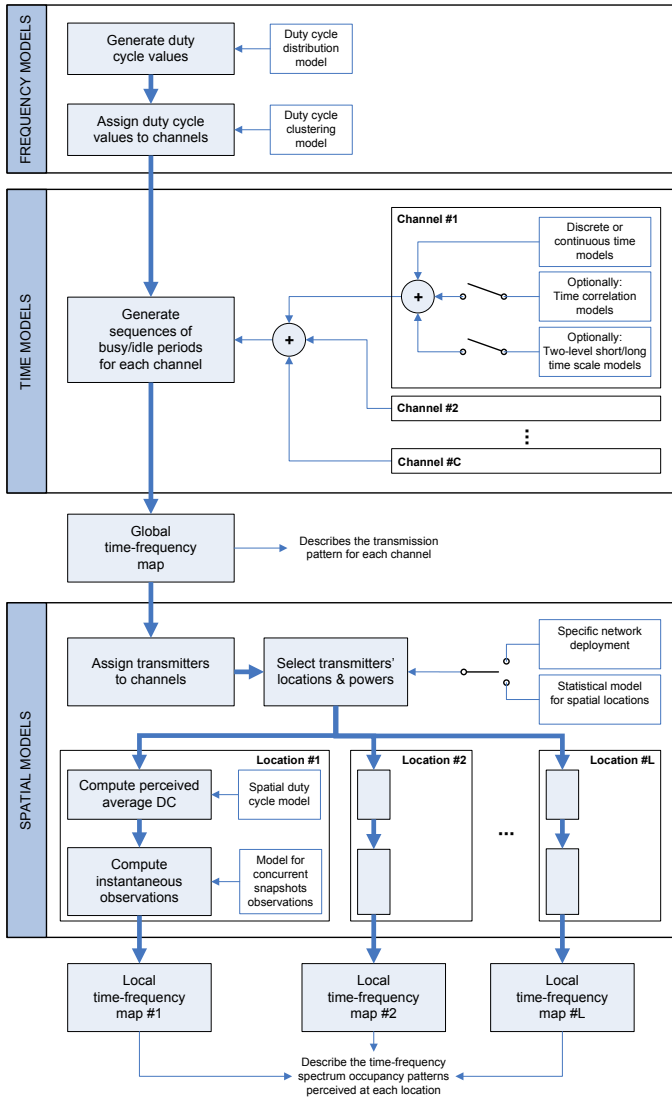 FREQUENCY MODELS
Generate duty
cycle values
Duty cycle
distribution
model
Assign duty cycle
values to channels
Duty cycle
clustering
model
TIME MODELS
Channel #1
Discrete or
continuous time
models
+
Optionally:
Time correlation
models
Generate
sequences of
busy/idle periods
for each channel
+
Optionally:
Two-level short/long
time scale models
Channel #2
...
Channel #C
Global
time-frequency
map
Describes the transmission
pattern for each channel
SPATIAL MODELS
Assign transmitters
to channels
Select transmitters'
locations & powers
Specific network
deployment
Statistical model
for spatial locations
Location #1
Compute perceived
average DC
Spatial duty
cycle model
Compute
instantaneous
observations
Model for
concurrent
snapshots
observations
Location #2
...
Location #L
Local
time-frequency
map #1
Local
time-frequency
map #2
Local
time-frequency
map #L
Describe the time-frequency
spectrum occupancy patterns
perceived at each location